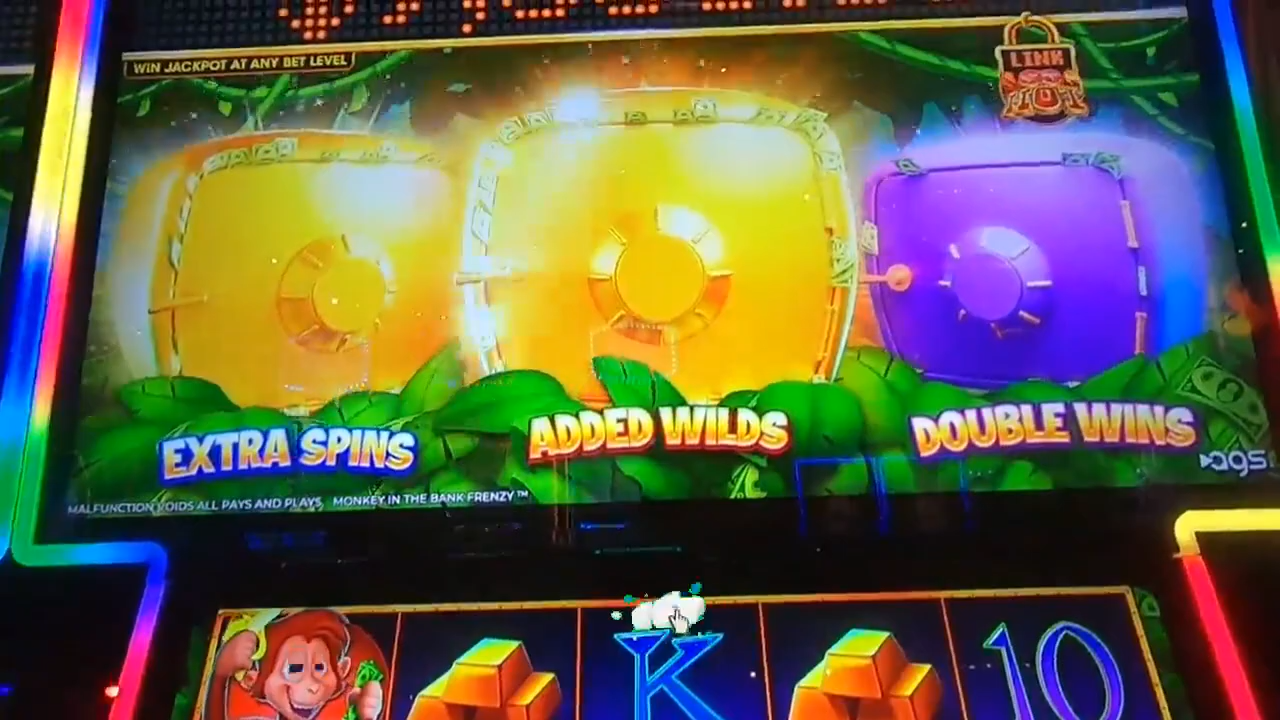 WIN JACKPOT AT ANY BET LEVEL
LINK
HOT
EXTRA SPINS
ADDED WILDS
DOUBLE WINS
ags
MALFUNCTION VOIDS ALL PAYS AND PLAYS MONKEY IN THE BANK FRENZY™
K
10